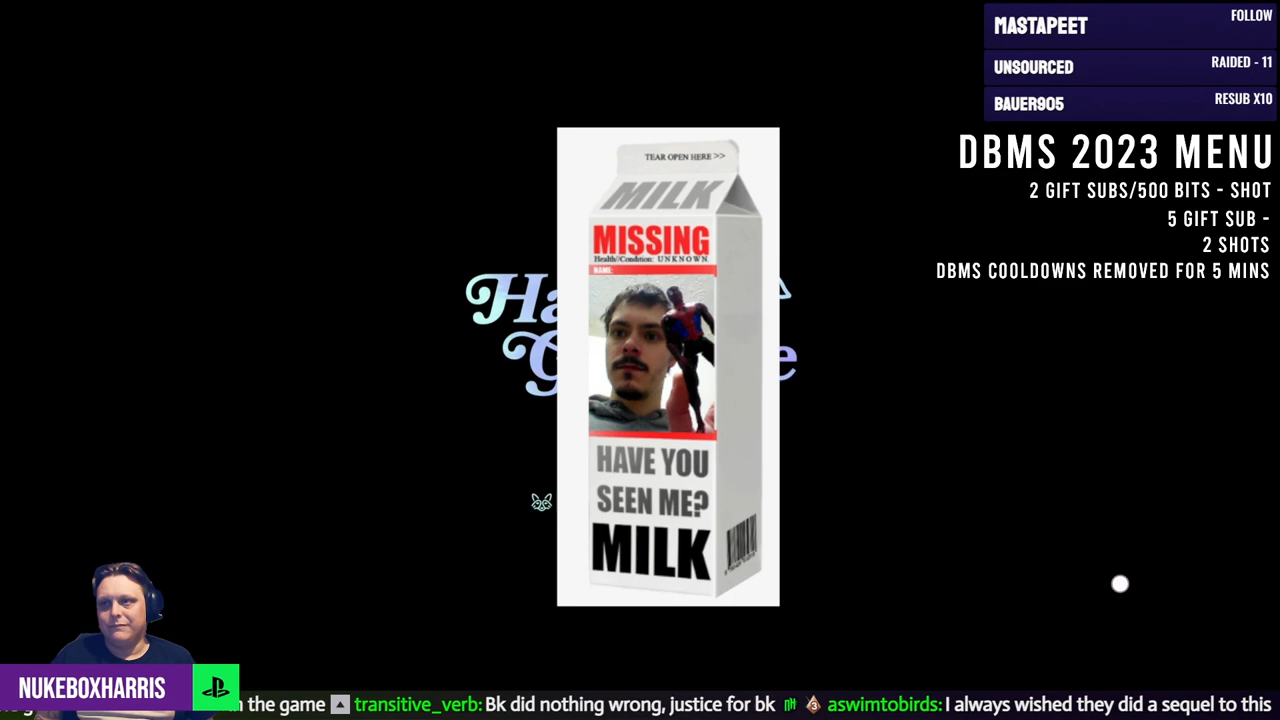 MASTAPEET
FOLLOW
UNSOURCED
RAIDED - 11
BAUER905
RESUB X10
DBMS 2023 MENU
2 GIFT SUBS/500 BITS - SHOT
5 GIFT SUB -
2 SHOTS
DBMS COOLDOWNS REMOVED FOR 5 MINS
TEAR OPEN HERE >>
MILK
MISSING
Health//Condition: UNKNOWN
NAME:
HAVE YOU
SEEN ME?
MILK
NUKEBOXHARRIS
in the game transitive_verb: Bk did nothing wrong, justice for bk aswimtobirds: I always wished they did a sequel to this